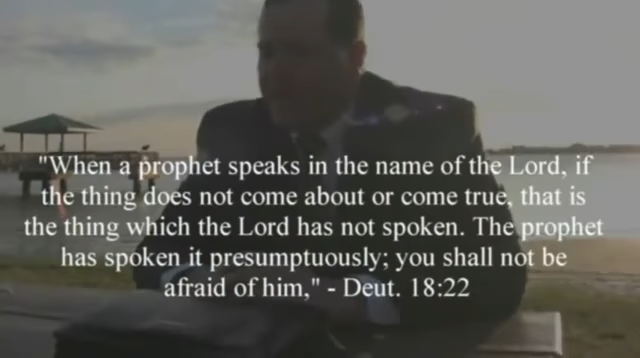 "When a prophet speaks in the name of the Lord, if
the thing does not come about or come true, that is
the thing which the Lord has not spoken. The prophet
has spoken it presumptuously; you shall not be
afraid of him," - Deut. 18:22